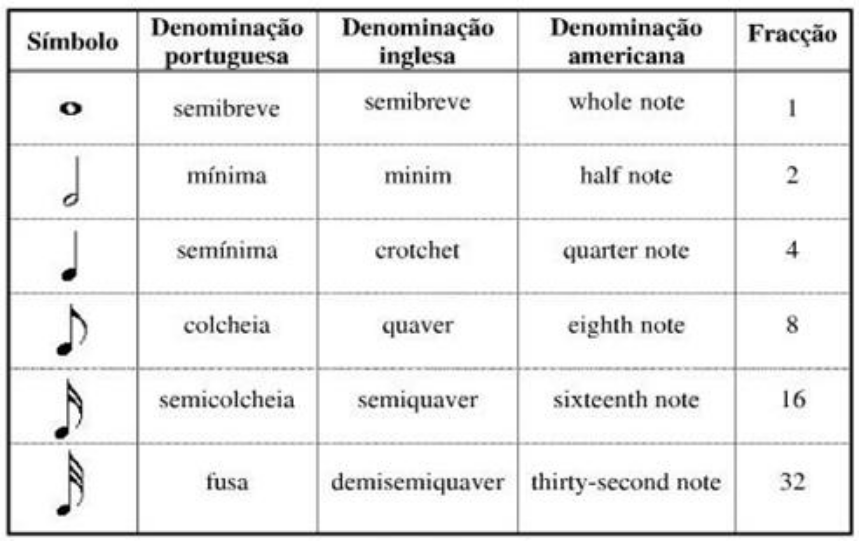 Símbolo Denominação portuguesa Denominação inglesa Denominação americana Fracção
semibreve semibreve whole note 1
mínima minim half note 2
semínima crotchet quarter note 4
colcheia quaver eighth note 8
semicolcheia semiquaver sixteenth note 16
fusa demisemiquaver thirty-second note 32